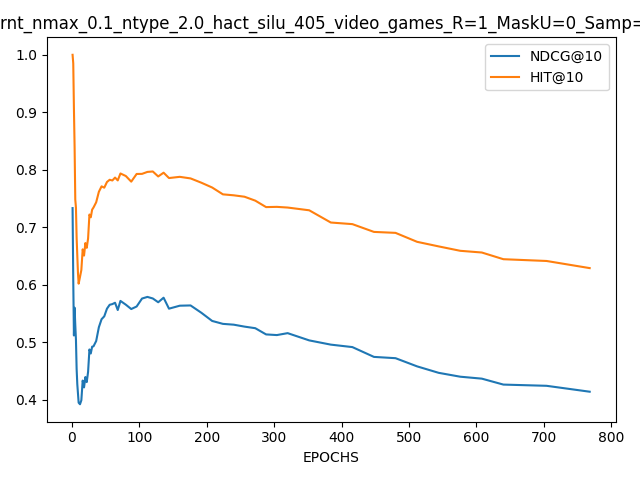 rnt_nmax_0.1_ntype_2.0_hact_silu_405_video_games_R=1_MaskU=0_Samp=
NDCG@10
HIT@10
1.0
0.9
0.8
0.7
0.6
0.5
0.4
0 100 200 300 400 500 600 700 800
EPOCHS